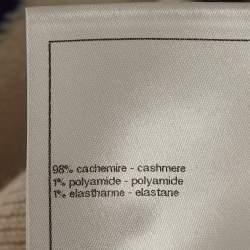 98% cachemire - cashmere
1% polyamide - polyamide
1% elasthanne - elastane